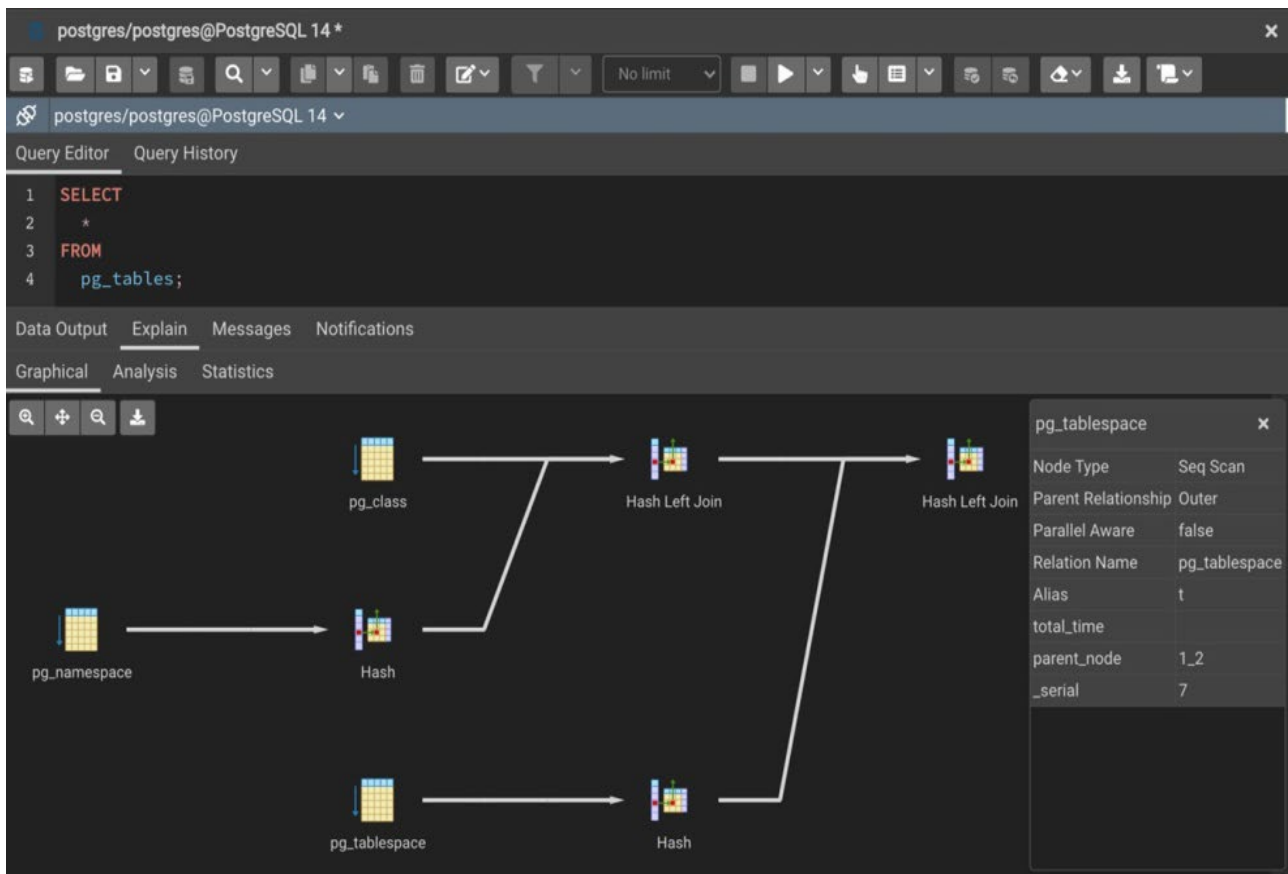 postgres/postgres@PostgreSQL 14 *
No limit
postgres/postgres@PostgreSQL 14
Query Editor Query History
1 SELECT
2 *
3 FROM
4 pg_tables;
Data Output Explain Messages Notifications
Graphical Analysis Statistics
pg_class
Hash Left Join
Hash Left Join
pg_namespace
Hash
pg_tablespace
Hash
pg_tablespace
Node Type Seq Scan
Parent Relationship Outer
Parallel Aware false
Relation Name pg_tablespace
Alias t
total_time
parent_node 1_2
_serial 7